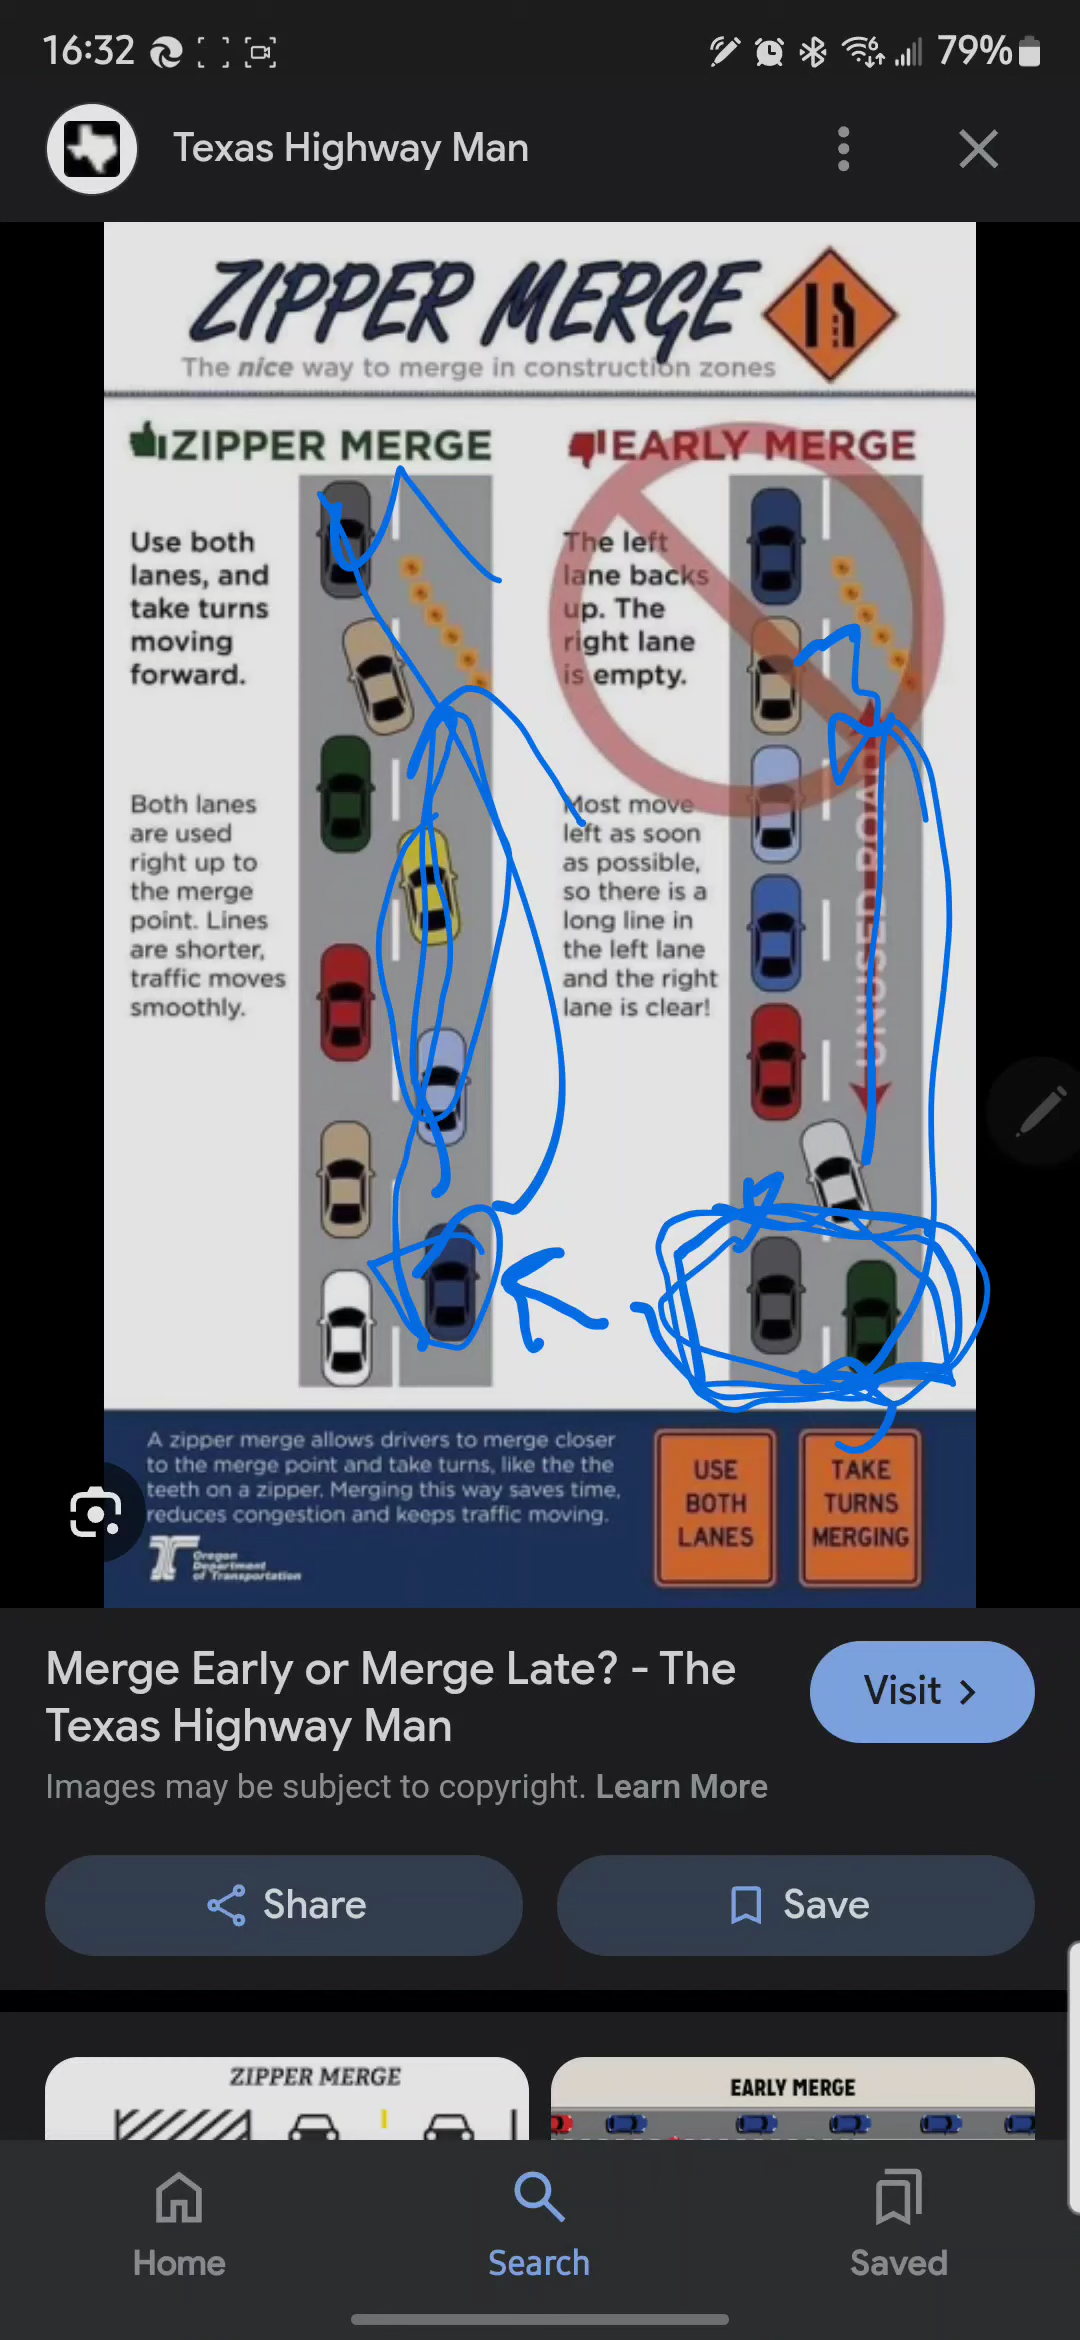 16:32
79%
Texas Highway Man
ZIPPER MERGE
The nice way to merge in construction zones
ZIPPER MERGE
Use both
lanes, and
take turns
moving
forward.
Both lanes
are used
right up to
the merge
point. Lines
are shorter,
traffic moves
smoothly.
EARLY MERGE
The left
lane backs
up. The
right lane
is empty.
Most move
left as soon
as possible,
so there is a
long line in
the left lane
and the right
lane is clear!
UNUSED ROAD
A zipper merge allows drivers to merge closer
to the merge point and take turns, like the the
teeth on a zipper. Merging this way saves time,
reduces congestion and keeps traffic moving.
Oregon
Department
of Transportation
USE
BOTH
LANES
TAKE
TURNS
MERGING
Merge Early or Merge Late? - The
Texas Highway Man
Visit
Images may be subject to copyright. Learn More
Share
Save
ZIPPER MERGE
EARLY MERGE
Home
Search
Saved